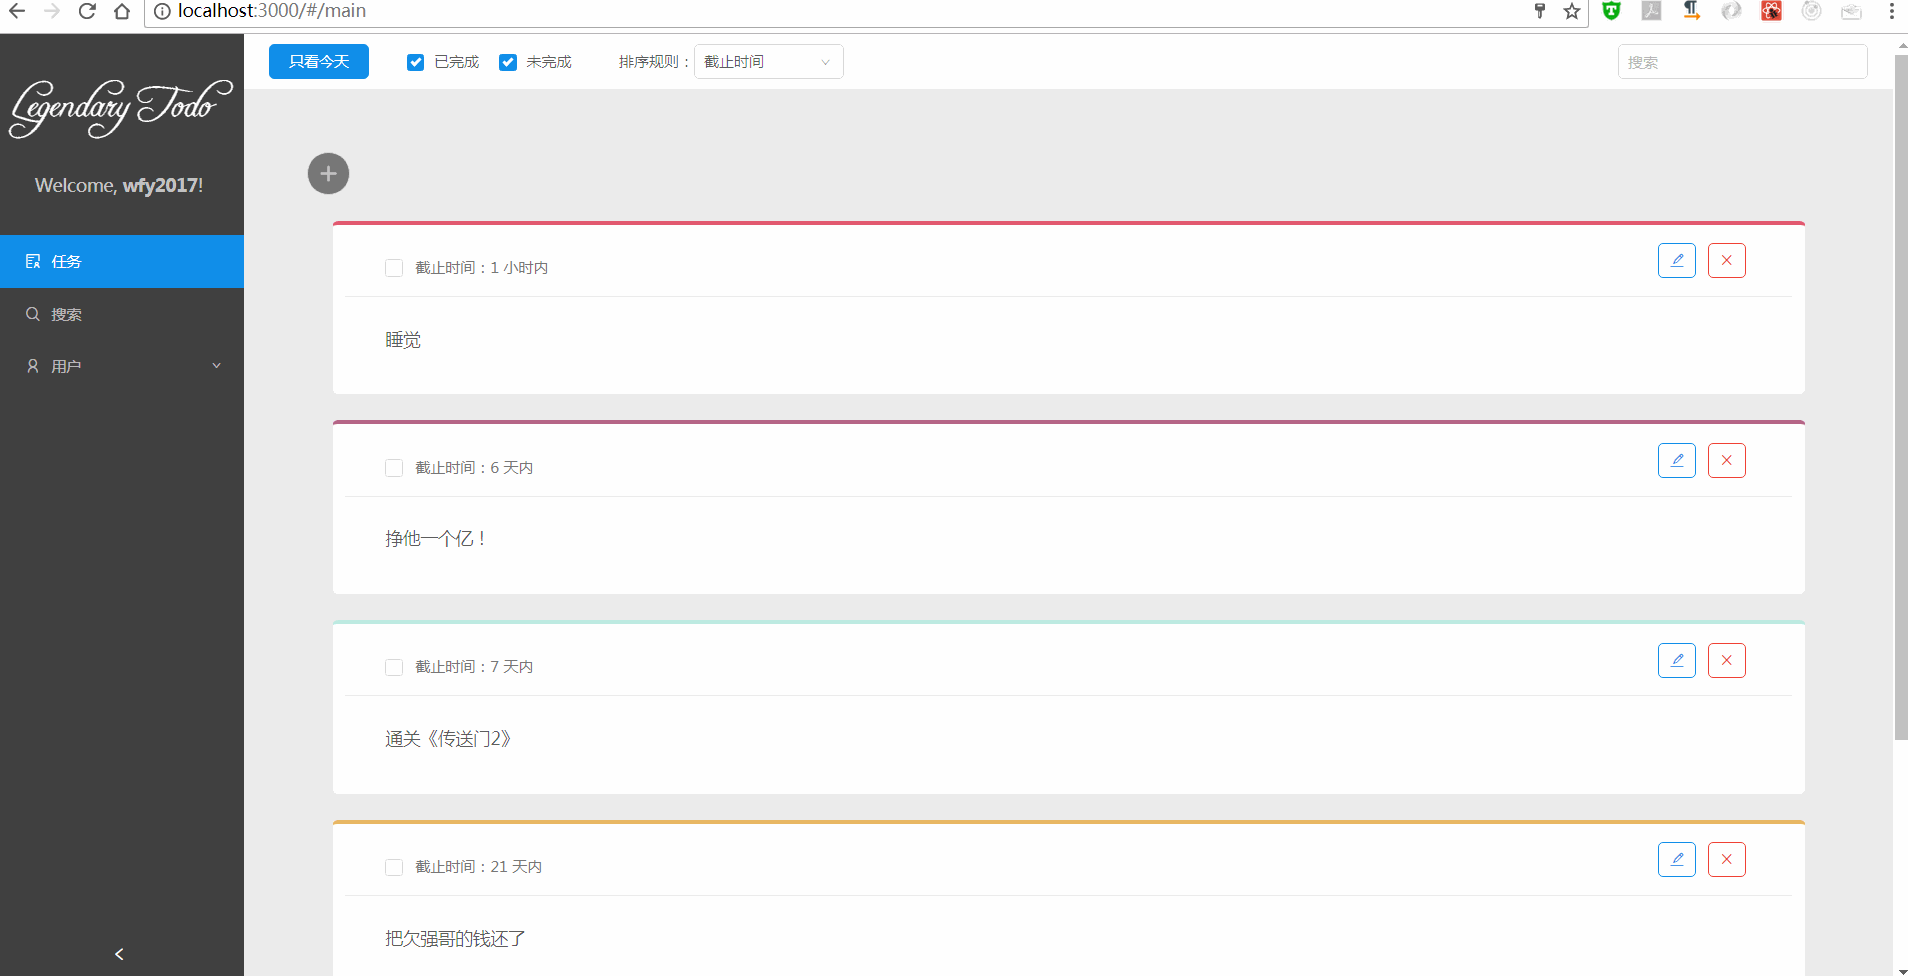 localhost:3000/#/main
Legendary Todo
Welcome, wfy2017!
任务
搜索
用户
只看今天 已完成 未完成 排序规则：截止时间 搜索
截止时间：1 小时内
睡觉
截止时间：6 天内
挣他一个亿！
截止时间：7 天内
通关《传送门2》
截止时间：21 天内
把欠强哥的钱还了